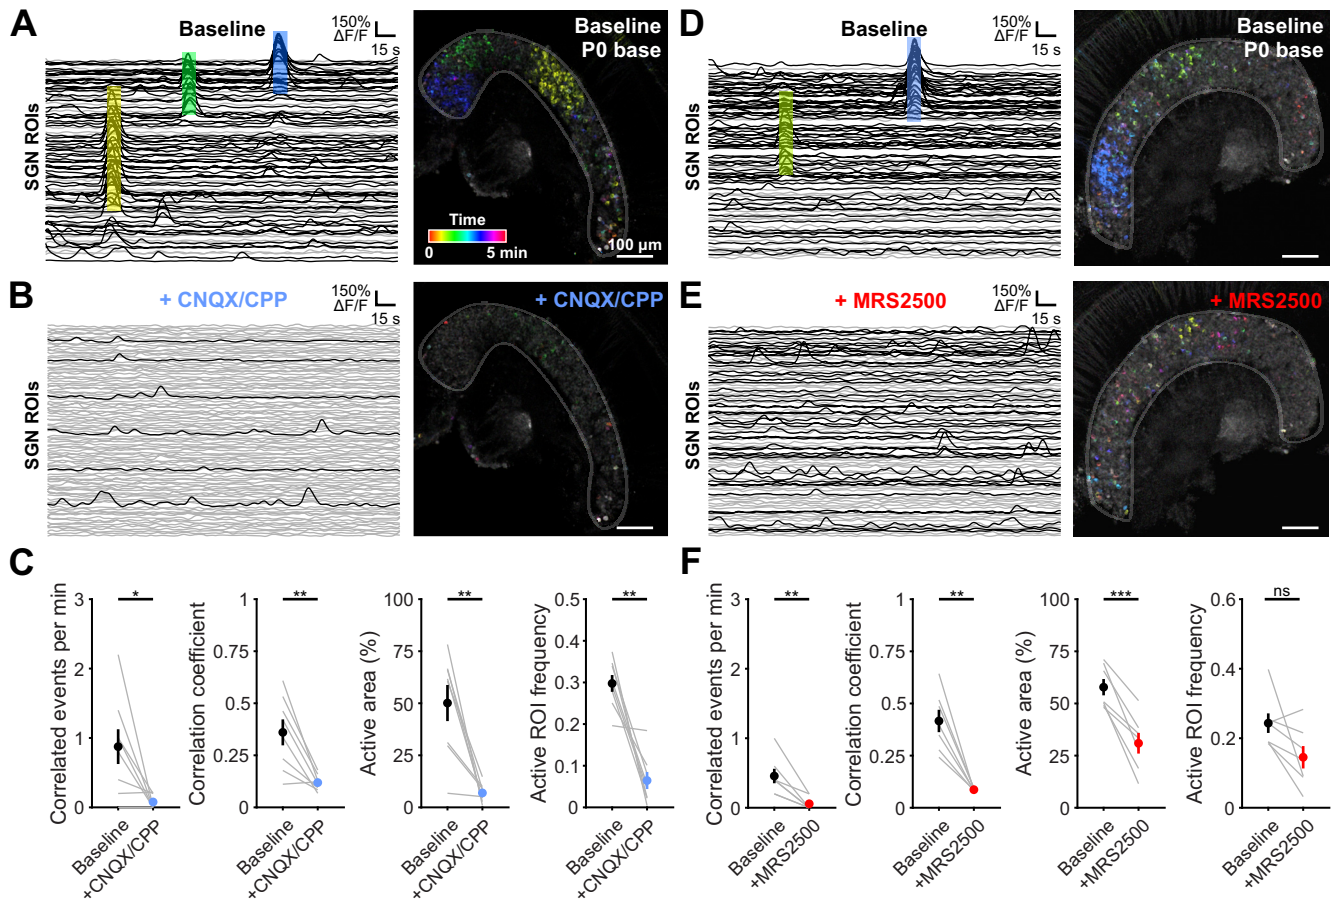 A
Baseline
150%
ΔF/F
15 s
SGN ROIs
Baseline
P0 base
Time
0
5 min
100 µm
D
Baseline
150%
ΔF/F
15 s
SGN ROIs
Baseline
P0 base
B
+ CNQX/CPP
150%
ΔF/F
15 s
SGN ROIs
+ CNQX/CPP
E
+ MRS2500
150%
ΔF/F
15 s
SGN ROIs
+ MRS2500
C
Correlated events per min
3
2
1
0
*
Baseline
+CNQX/CPP
Correlation coefficient
1
0.75
0.5
0.25
0
**
Baseline
+CNQX/CPP
Active area (%)
100
75
50
25
0
**
Baseline
+CNQX/CPP
Active ROI frequency
0.5
0.4
0.3
0.2
0.1
0
**
Baseline
+CNQX/CPP
F
Correlated events per min
3
2
1
0
**
Baseline
+MRS2500
Correlation coefficient
1
0.75
0.5
0.25
0
**
Baseline
+MRS2500
Active area (%)
100
75
50
25
0
***
Baseline
+MRS2500
Active ROI frequency
0.6
0.4
0.2
0
ns
Baseline
+MRS2500